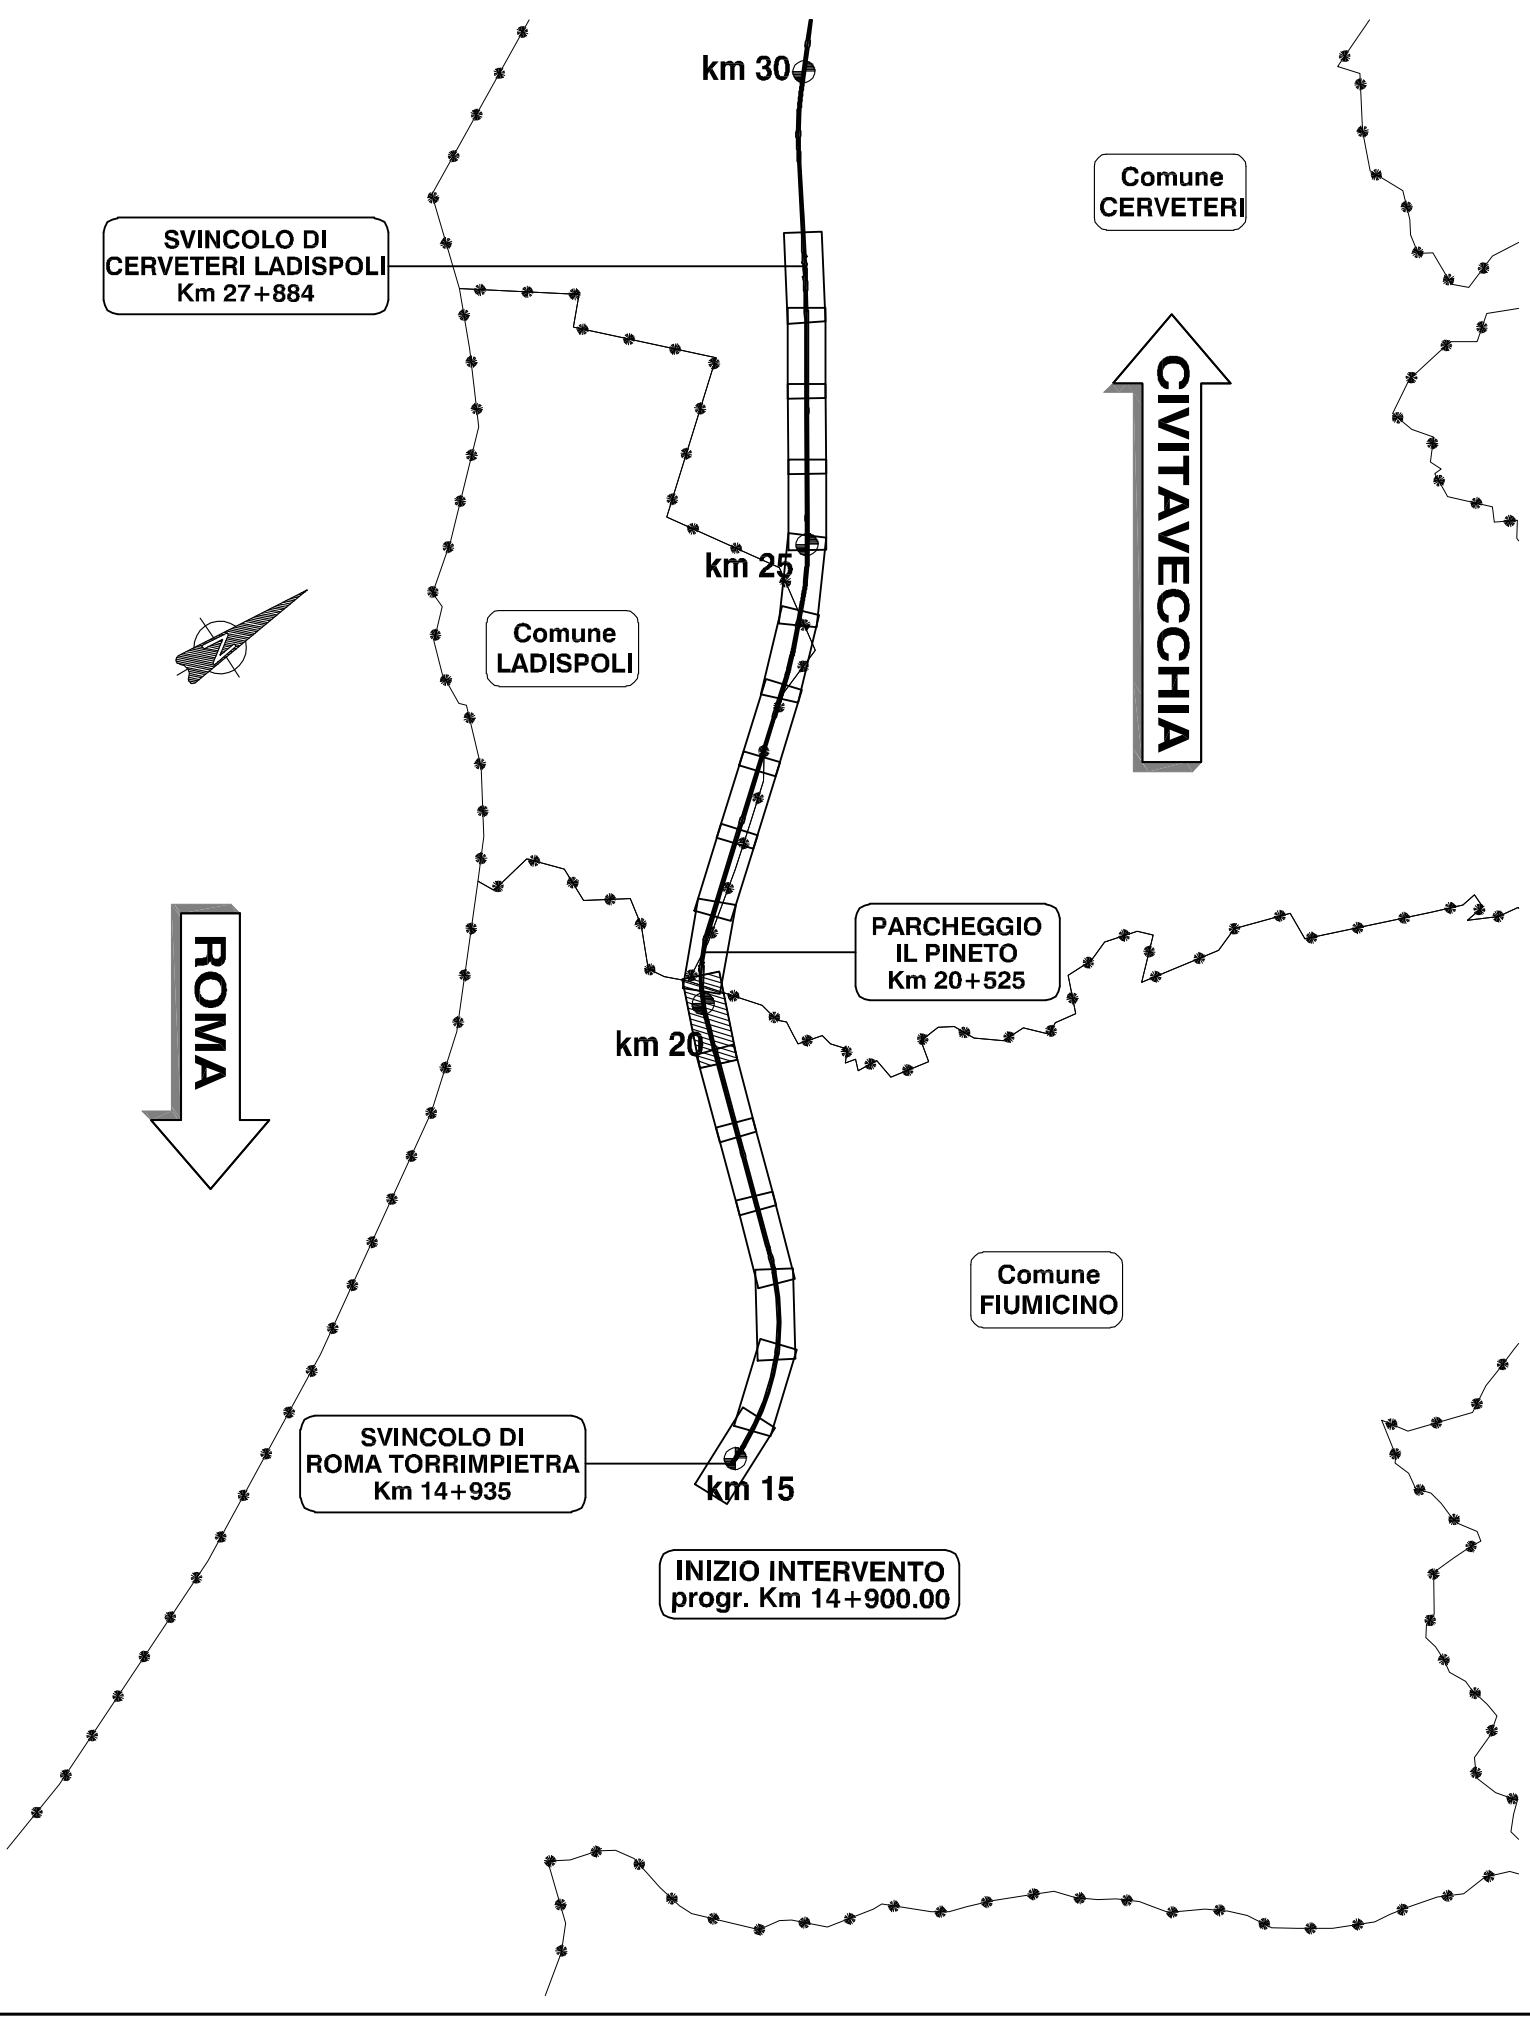 km 30
Comune
CERVETERI
SVINCOLO DI
CERVETERI LADISPOLI
Km 27+884
CIVITAVECCHIA
km 25
Comune
LADISPOLI
Z
ROMA
PARCHEGGIO
IL PINETO
Km 20+525
km 20
Comune
FIUMICINO
SVINCOLO DI
ROMA TORRIMPIETRA
Km 14+935
km 15
INIZIO INTERVENTO
progr. Km 14+900.00